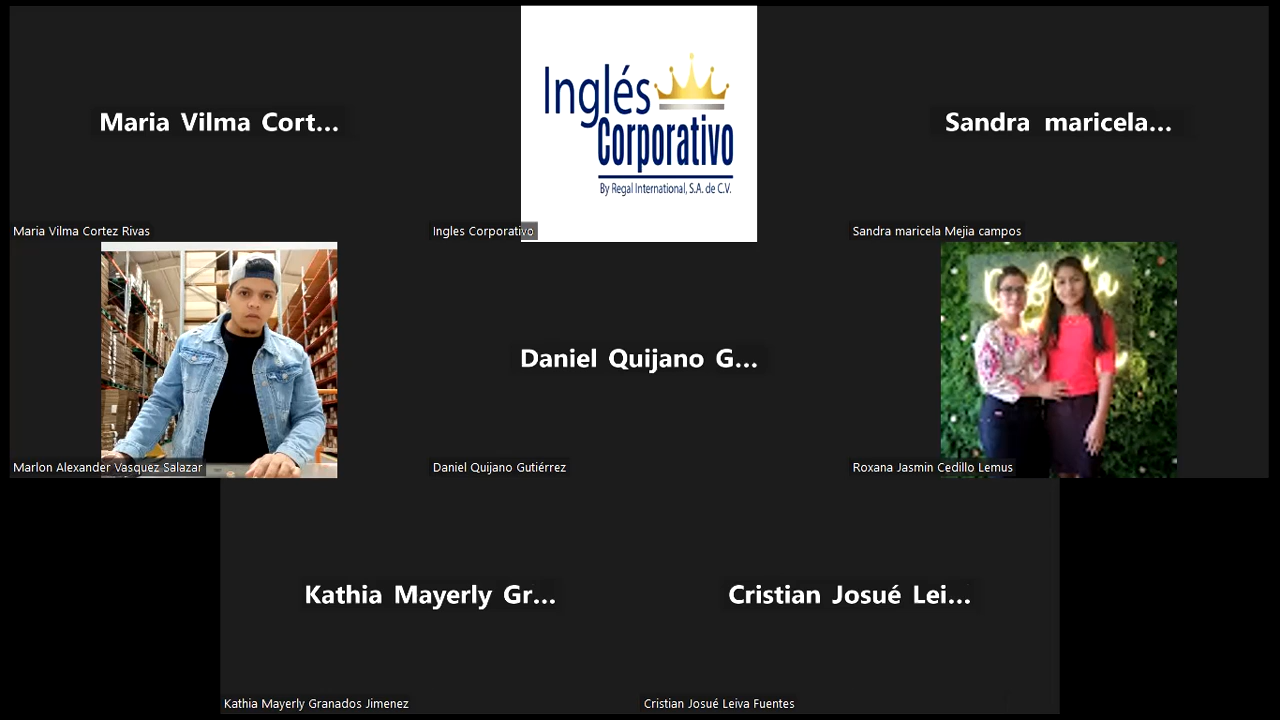 Maria Vilma Cort...
Inglés
Corporativo
By Regal International, S.A. de C.V.
Sandra maricela...
Maria Vilma Cortez Rivas
Ingles Corporativo
Sandra maricela Mejia campos
Daniel Quijano G...
Marlon Alexander Vasquez Salazar
Daniel Quijano Gutiérrez
Roxana Jasmin Cedillo Lemus
Kathia Mayerly Gr...
Cristian Josué Lei...
Kathia Mayerly Granados Jimenez
Cristian Josué Leiva Fuentes